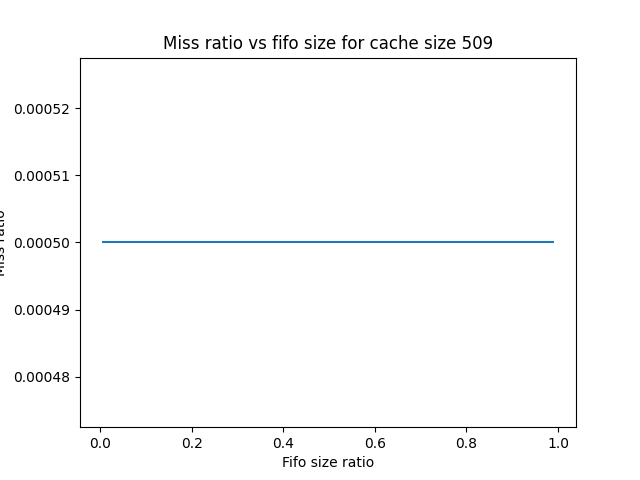 Miss ratio vs fifo size for cache size 509
0.00052
0.00051
0.00050
0.00049
0.00048
Miss ratio
0.0 0.2 0.4 0.6 0.8 1.0
Fifo size ratio